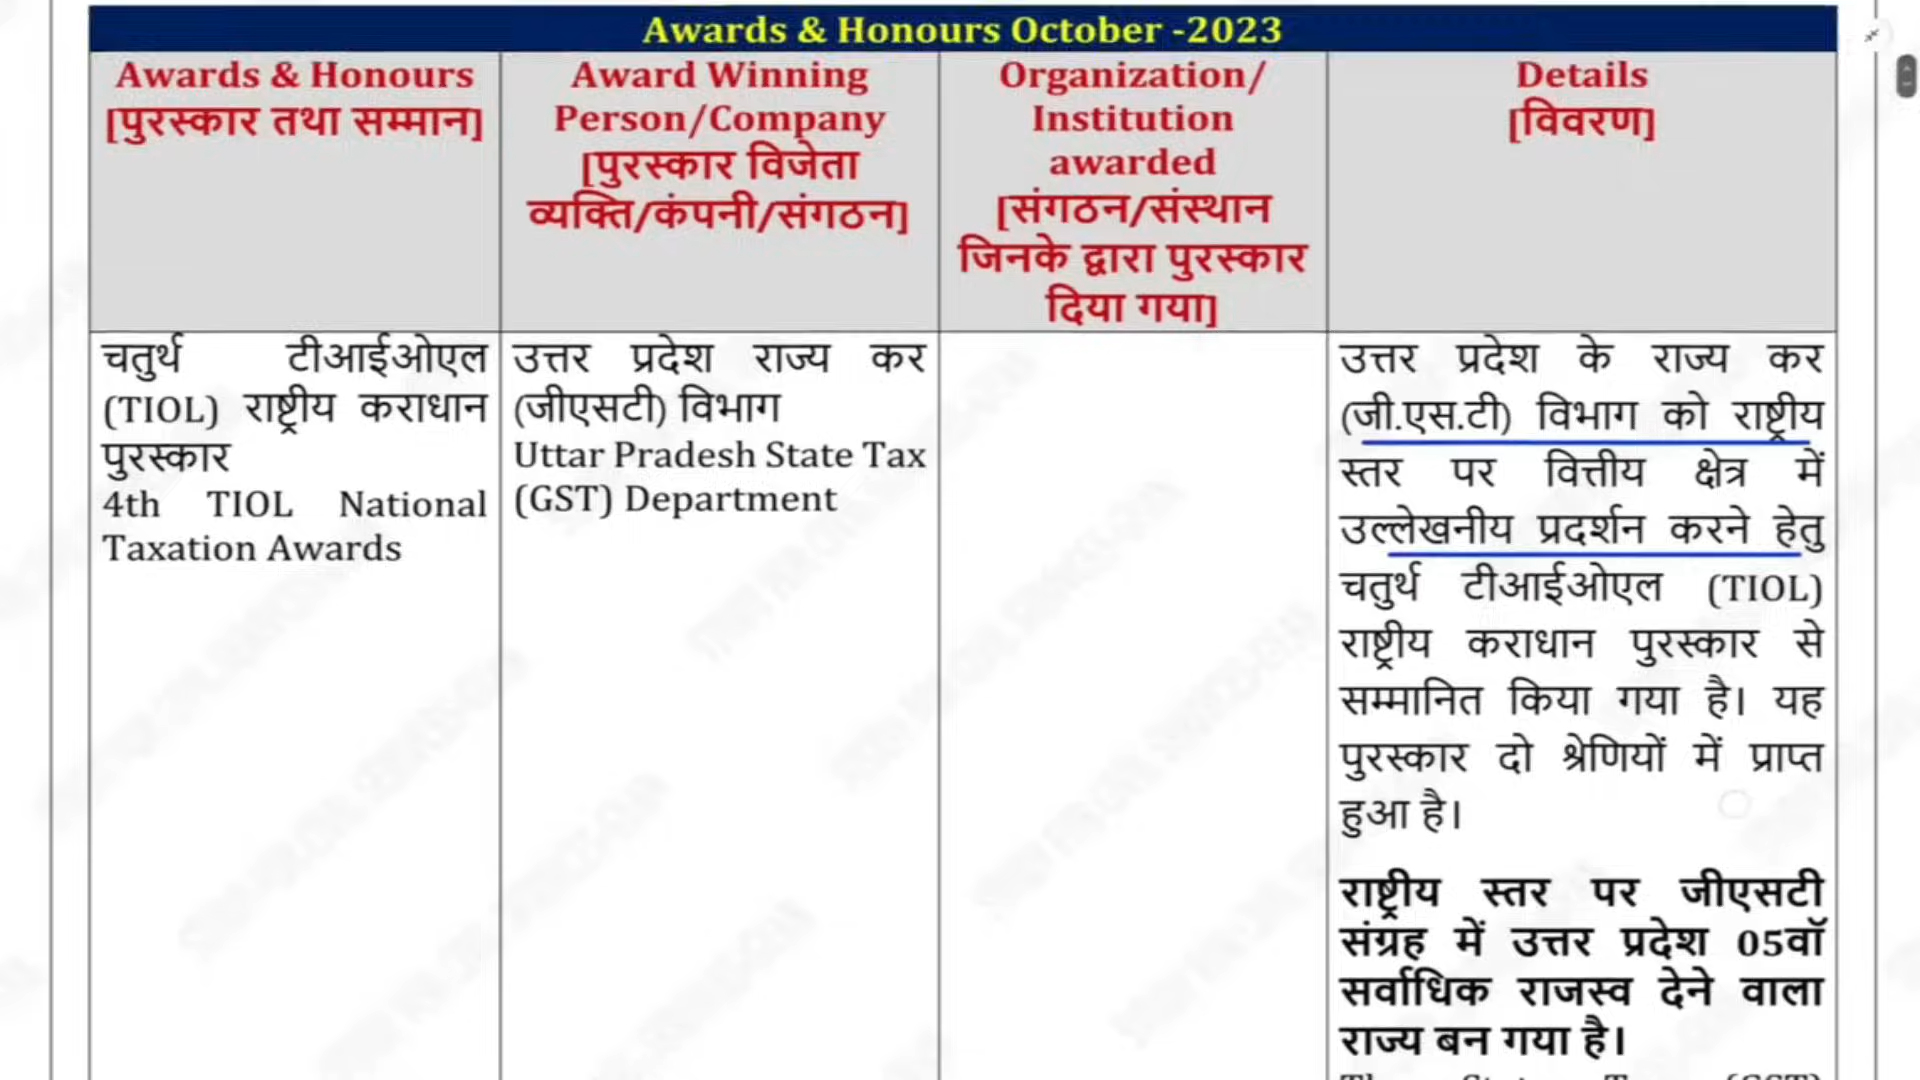 Awards & Honours October -2023
Awards & Honours
[पुरस्कार तथा सम्मान]
Award Winning
Person/Company
[पुरस्कार विजेता
व्यक्ति/कंपनी/संगठन]
Organization/
Institution
awarded
[संगठन/संस्थान
जिनके द्वारा पुरस्कार
दिया गया]
Details
[विवरण]
चतुर्थ टीआईओएल
(TIOL) राष्ट्रीय कराधान
पुरस्कार
4th TIOL National
Taxation Awards
उत्तर प्रदेश राज्य कर
(जीएसटी) विभाग
Uttar Pradesh State Tax
(GST) Department
उत्तर प्रदेश के राज्य कर
(जी.एस.टी) विभाग को राष्ट्रीय
स्तर पर वित्तीय क्षेत्र में
उल्लेखनीय प्रदर्शन करने हेतु
चतुर्थ टीआईओएल (TIOL)
राष्ट्रीय कराधान पुरस्कार से
सम्मानित किया गया है। यह
पुरस्कार दो श्रेणियों में प्राप्त
हुआ है।
राष्ट्रीय स्तर पर जीएसटी
संग्रह में उत्तर प्रदेश 05वॉ
सर्वाधिक राजस्व देने वाला
राज्य बन गया है।